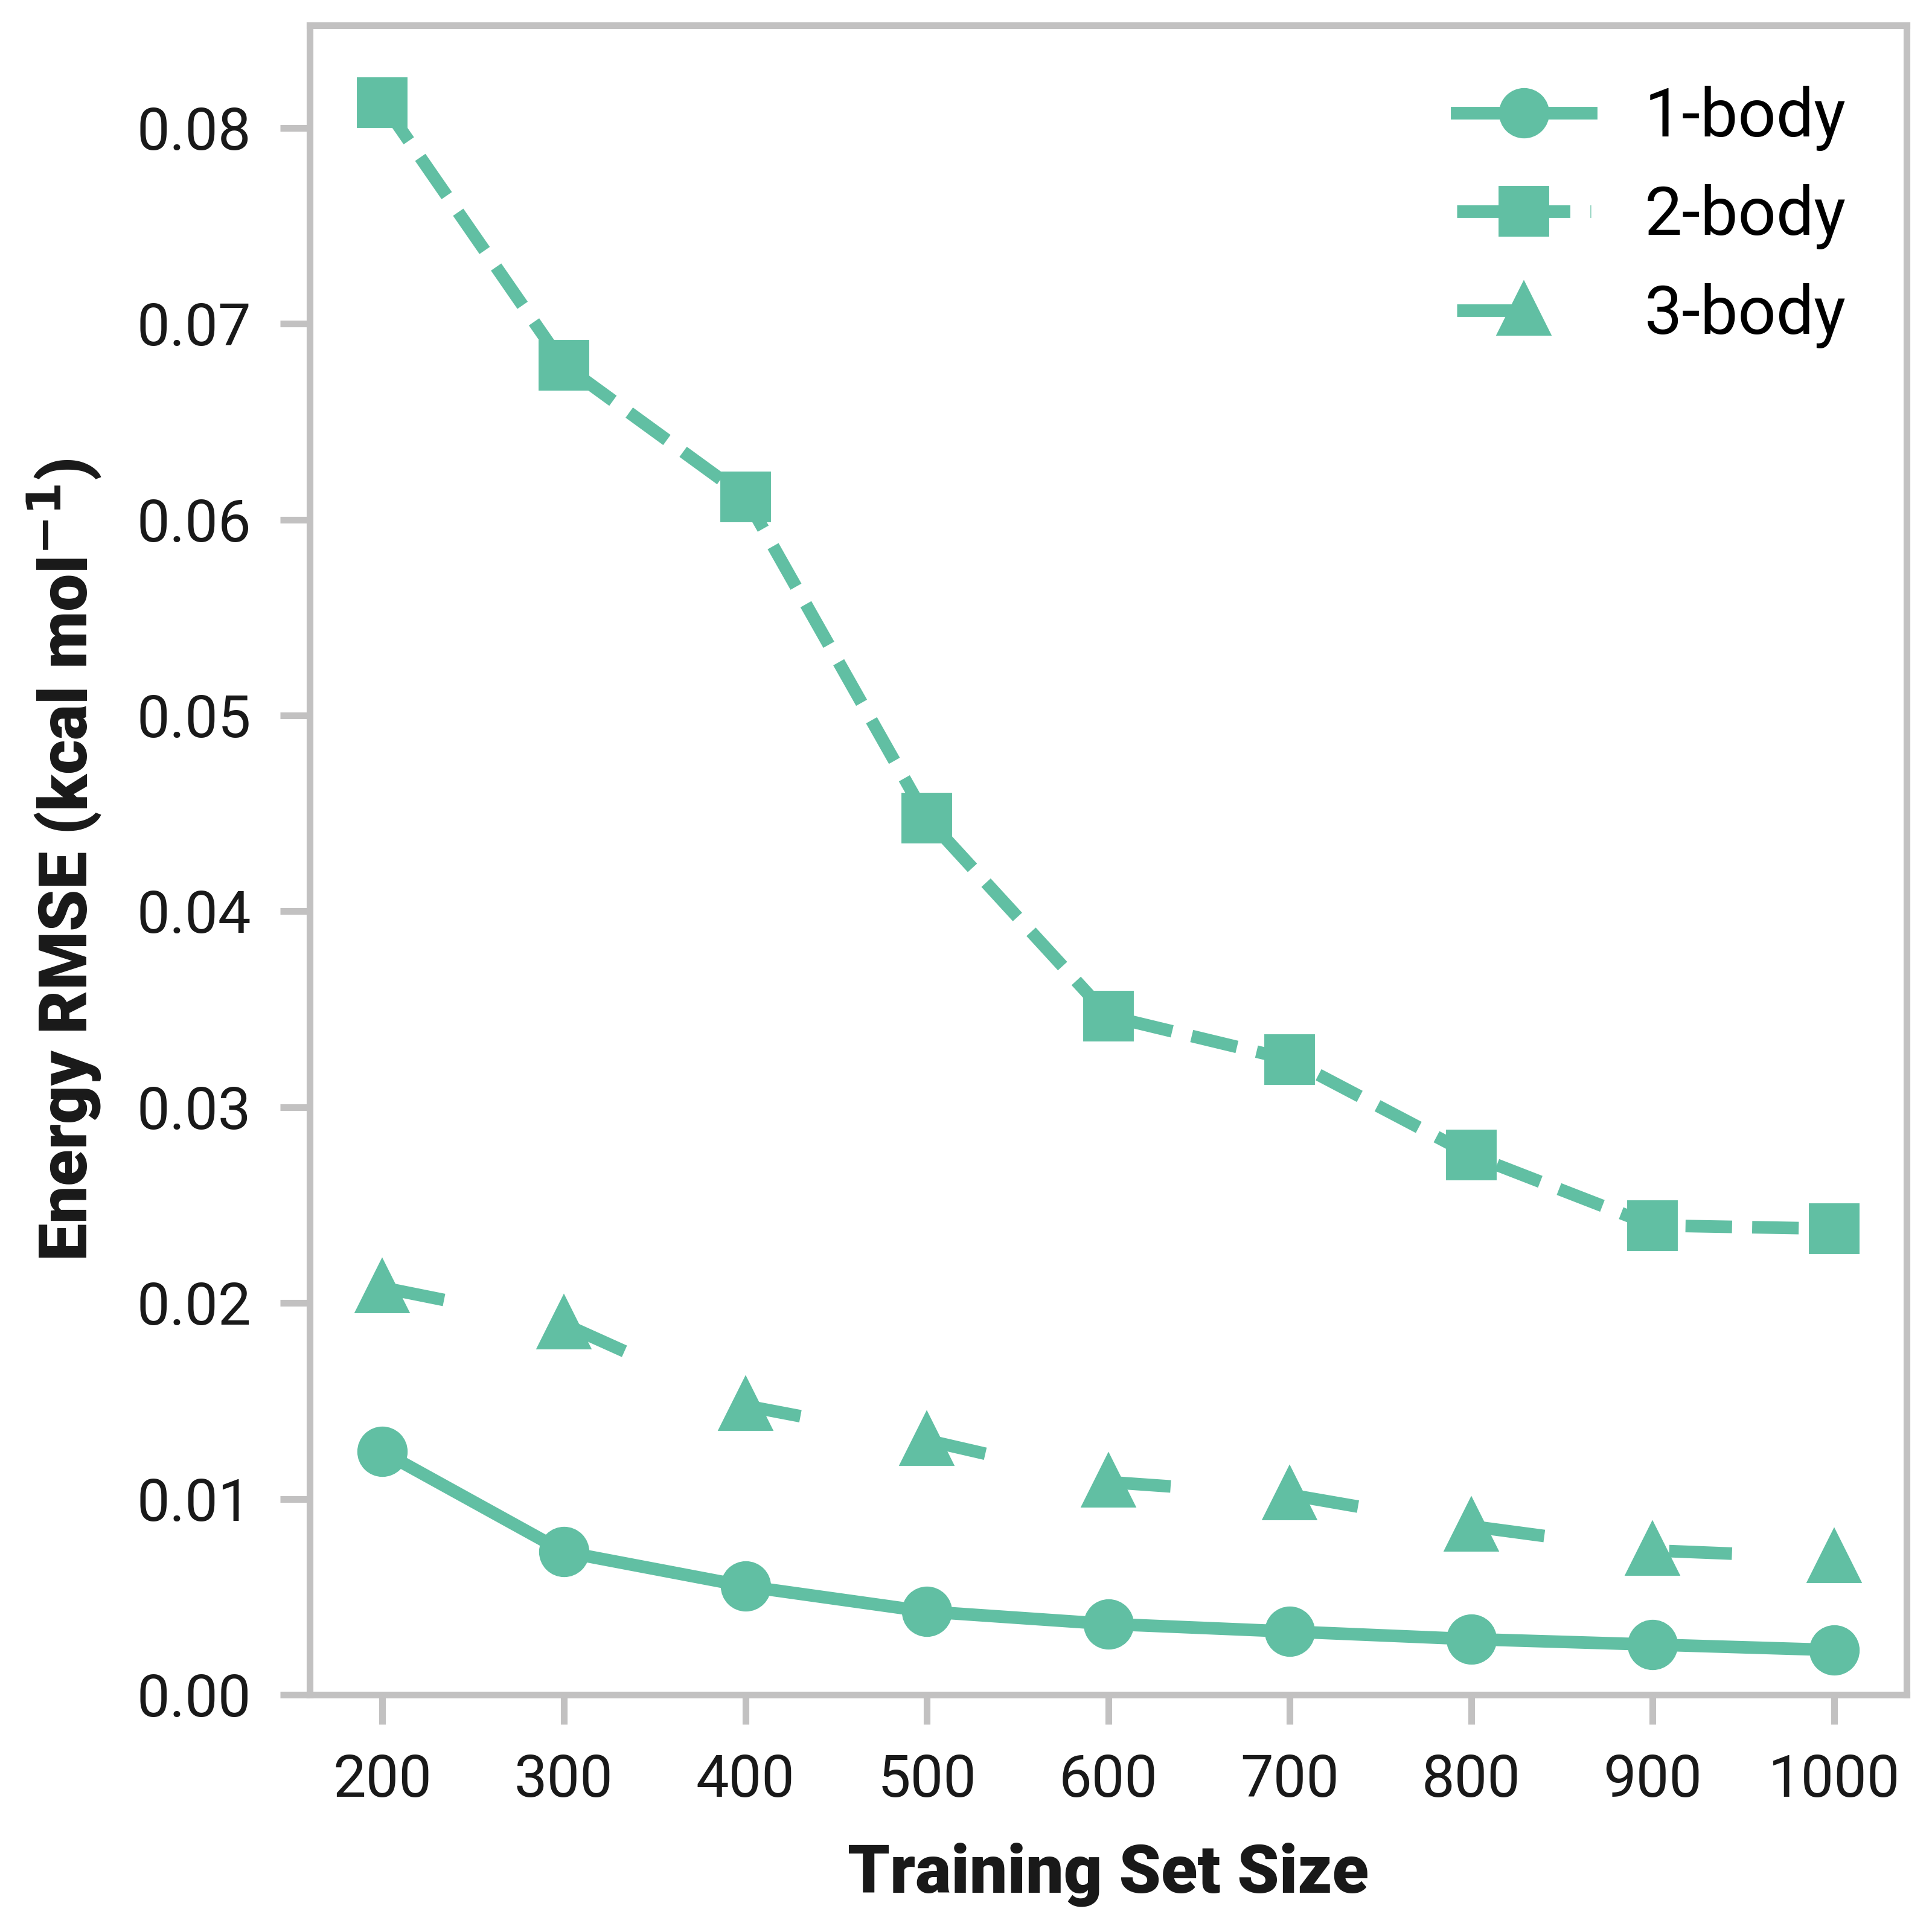 1-body
2-body
3-body
0.08
0.07
0.06
0.05
0.04
0.03
0.02
0.01
0.00
Energy RMSE (kcal mol⁻¹)
200 300 400 500 600 700 800 900 1000
Training Set Size